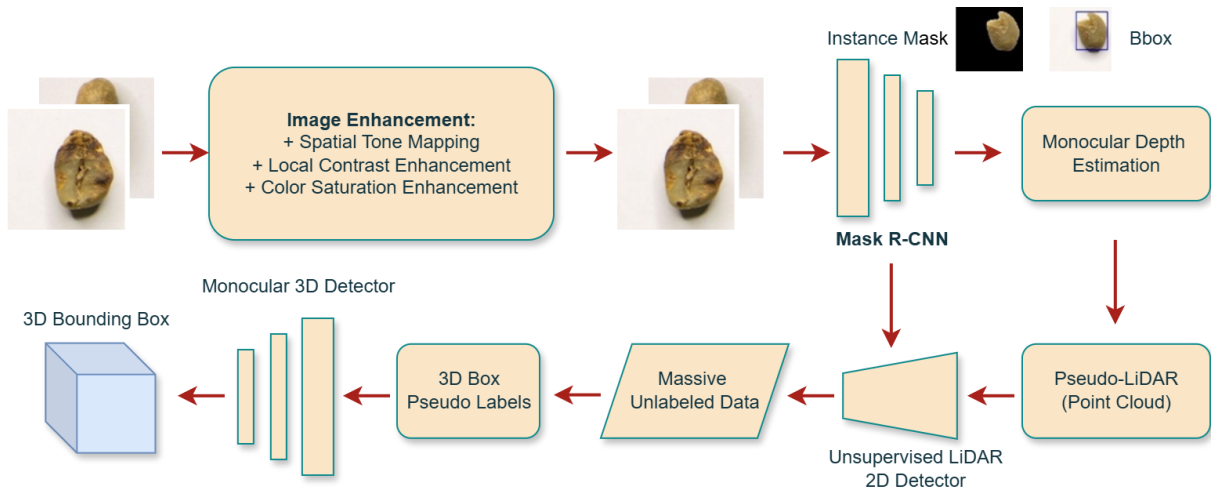 Instance Mask
Bbox
Image Enhancement:
+ Spatial Tone Mapping
+ Local Contrast Enhancement
+ Color Saturation Enhancement
Monocular Depth
Estimation
Mask R-CNN
Monocular 3D Detector
3D Bounding Box
3D Box
Pseudo Labels
Massive
Unlabeled Data
Pseudo-LiDAR
(Point Cloud)
Unsupervised LiDAR
2D Detector